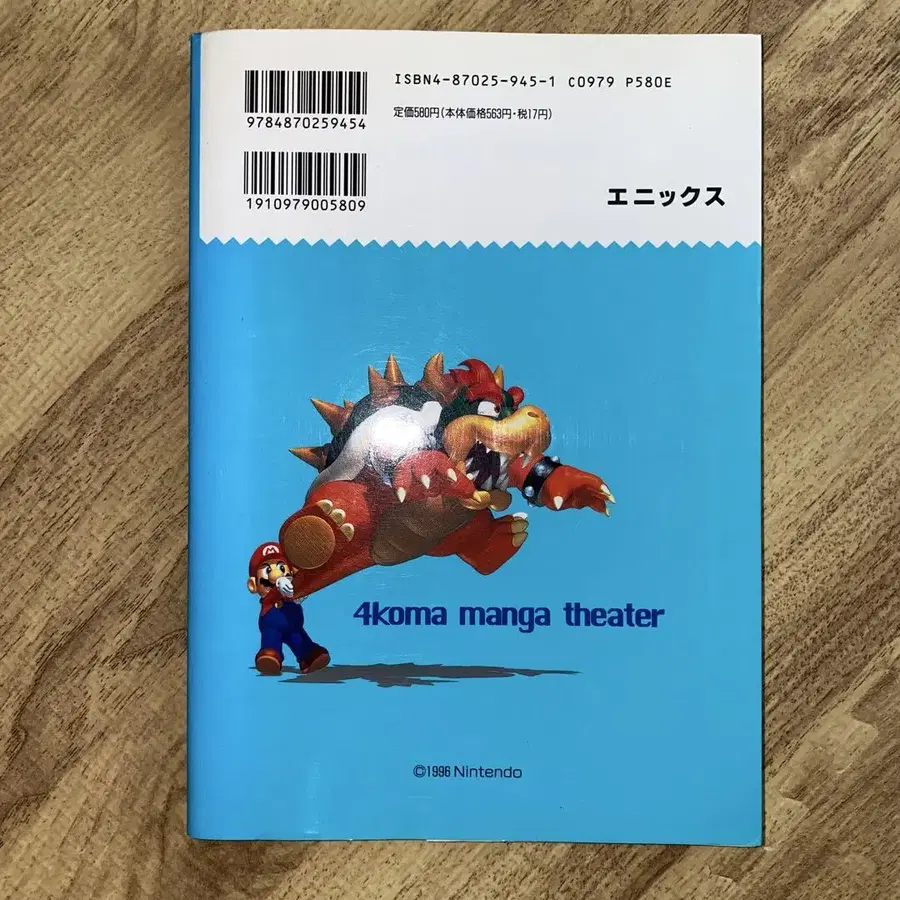 ISBN4-87025-945-1 C0979 P580E
9784870259454
定価580円(本体価格563円・税17円)
1910979005809
エニックス
M
4koma manga theater
©1996 Nintendo